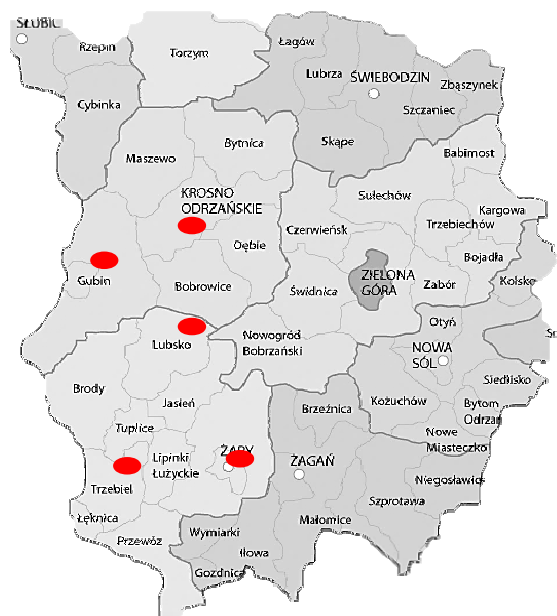 SŁUBIC
Rzepin
Torzym
Łagów
Lubrza
ŚWIEBODZIN
Zbąszynek
Cybinka
Szczaniec
Skąpe
Maszewo
Bytnica
Babimost
KROSNO
ODRZAŃSKIE
Sulechów
Kargowa
Trzebiechów
Czerwieńsk
Dębie
Bojadła
Gubin
Bobrowice
Świdnica
ZIELONA
GÓRA
Zabór
Kolsko
Otyń
Lubsko
Nowogród
Bobrzański
NOWA
SÓL
Siedlisko
Brody
Jasień
Brzeźnica
Kożuchów
Bytom
Odrzań
Tuplice
Nowe
Miasteczko
ŻARY
Lipinki
Łużyckie
ŻAGAŃ
Niegosławic
Trzebiel
Szprotawa
Łęknica
Małomice
Przewóz
Wymiarki
Iłowa
Gozdnica